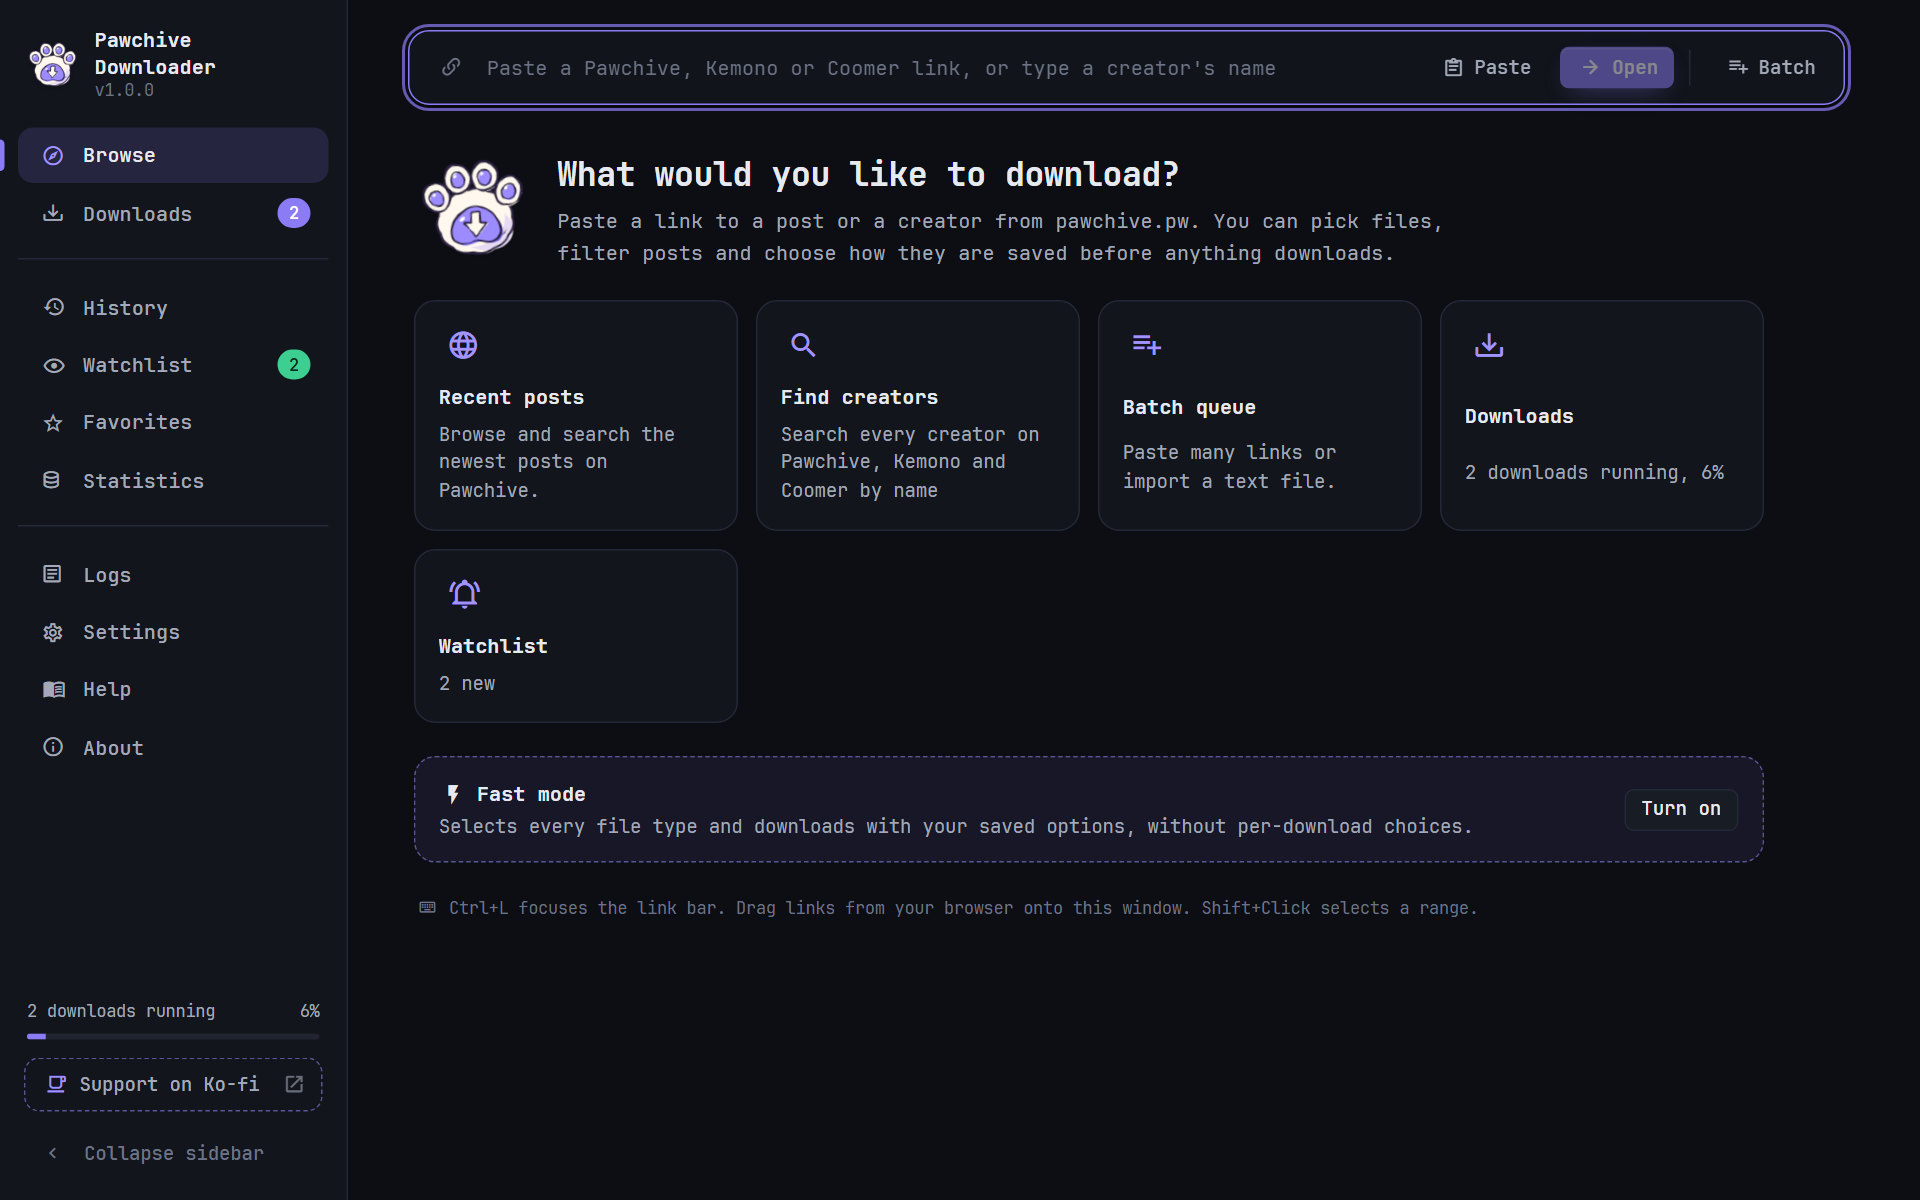 Pawchive
Downloader
v1.0.0
Browse
Downloads 2
History
Watchlist 2
Favorites
Statistics
Logs
Settings
Help
About
2 downloads running 6%
Support on Ko-fi
Collapse sidebar
Paste a Pawchive, Kemono or Coomer link, or type a creator's name
Paste
Open
Batch
What would you like to download?
Paste a link to a post or a creator from pawchive.pw. You can pick files,
filter posts and choose how they are saved before anything downloads.
Recent posts
Browse and search the
newest posts on
Pawchive.
Find creators
Search every creator on
Pawchive, Kemono and
Coomer by name
Batch queue
Paste many links or
import a text file.
Downloads
2 downloads running, 6%
Watchlist
2 new
Fast mode
Selects every file type and downloads with your saved options, without per-download choices.
Turn on
Ctrl+L focuses the link bar. Drag links from your browser onto this window. Shift+Click selects a range.